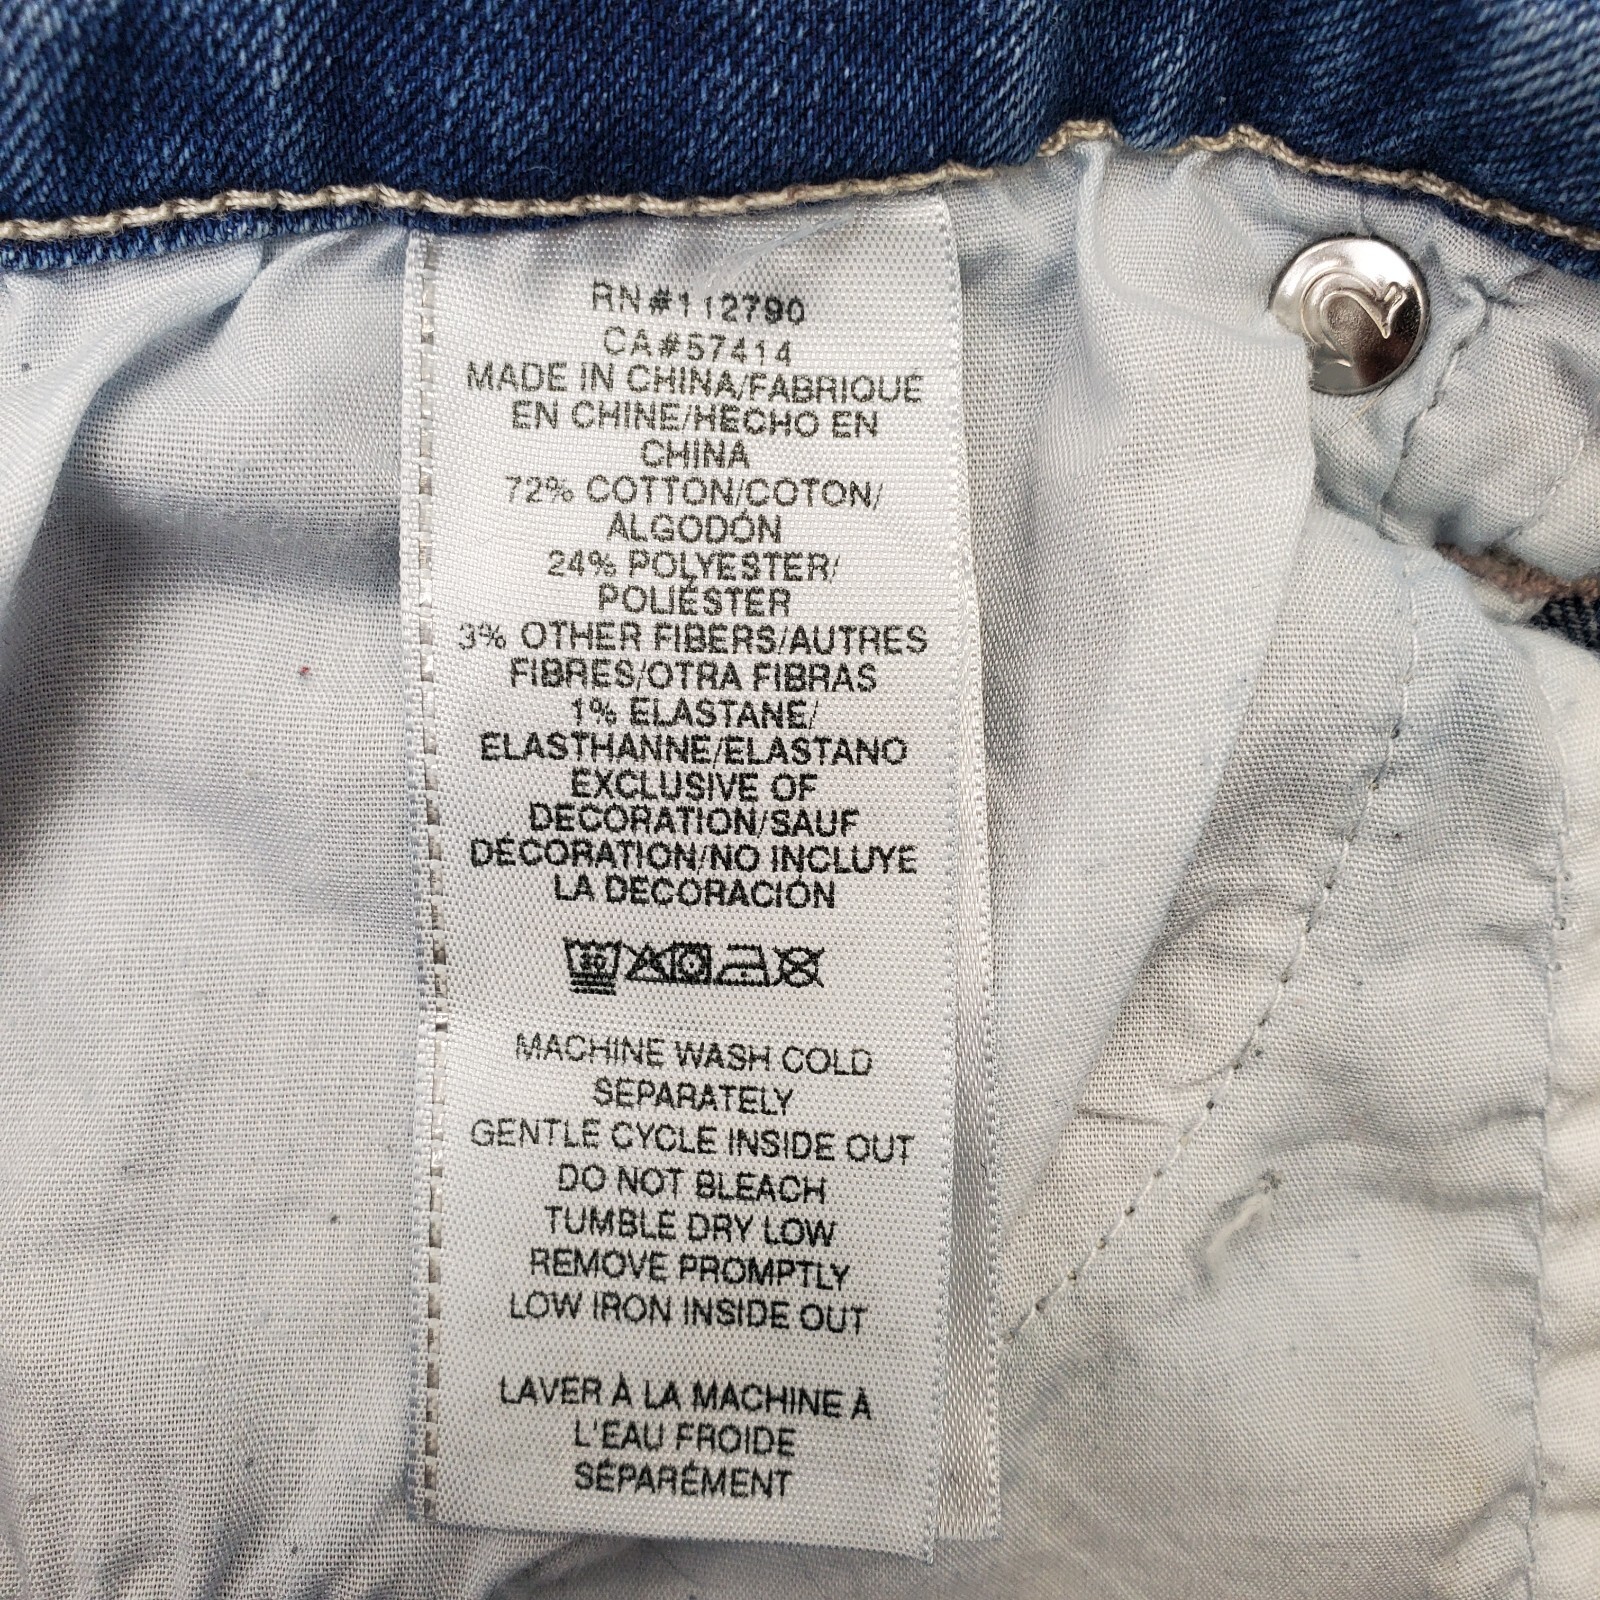 RN#112790
CA#57414
MADE IN CHINA/FABRIQUÉ
EN CHINE/HECHO EN
CHINA
72% COTTON/COTON/
ALGODÓN
24% POLYESTER/
POLIÉSTER
3% OTHER FIBERS/AUTRES
FIBRES/OTRA FIBRAS
1% ELASTANE/
ELASTHANNE/ELASTANO
EXCLUSIVE OF
DECORATION/SAUF
DÉCORATION/NO INCLUYE
LA DECORACIÓN
30
MACHINE WASH COLD
SEPARATELY
GENTLE CYCLE INSIDE OUT
DO NOT BLEACH
TUMBLE DRY LOW
REMOVE PROMPTLY
LOW IRON INSIDE OUT
LAVER À LA MACHINE À
L'EAU FROIDE
SÉPARÉMENT